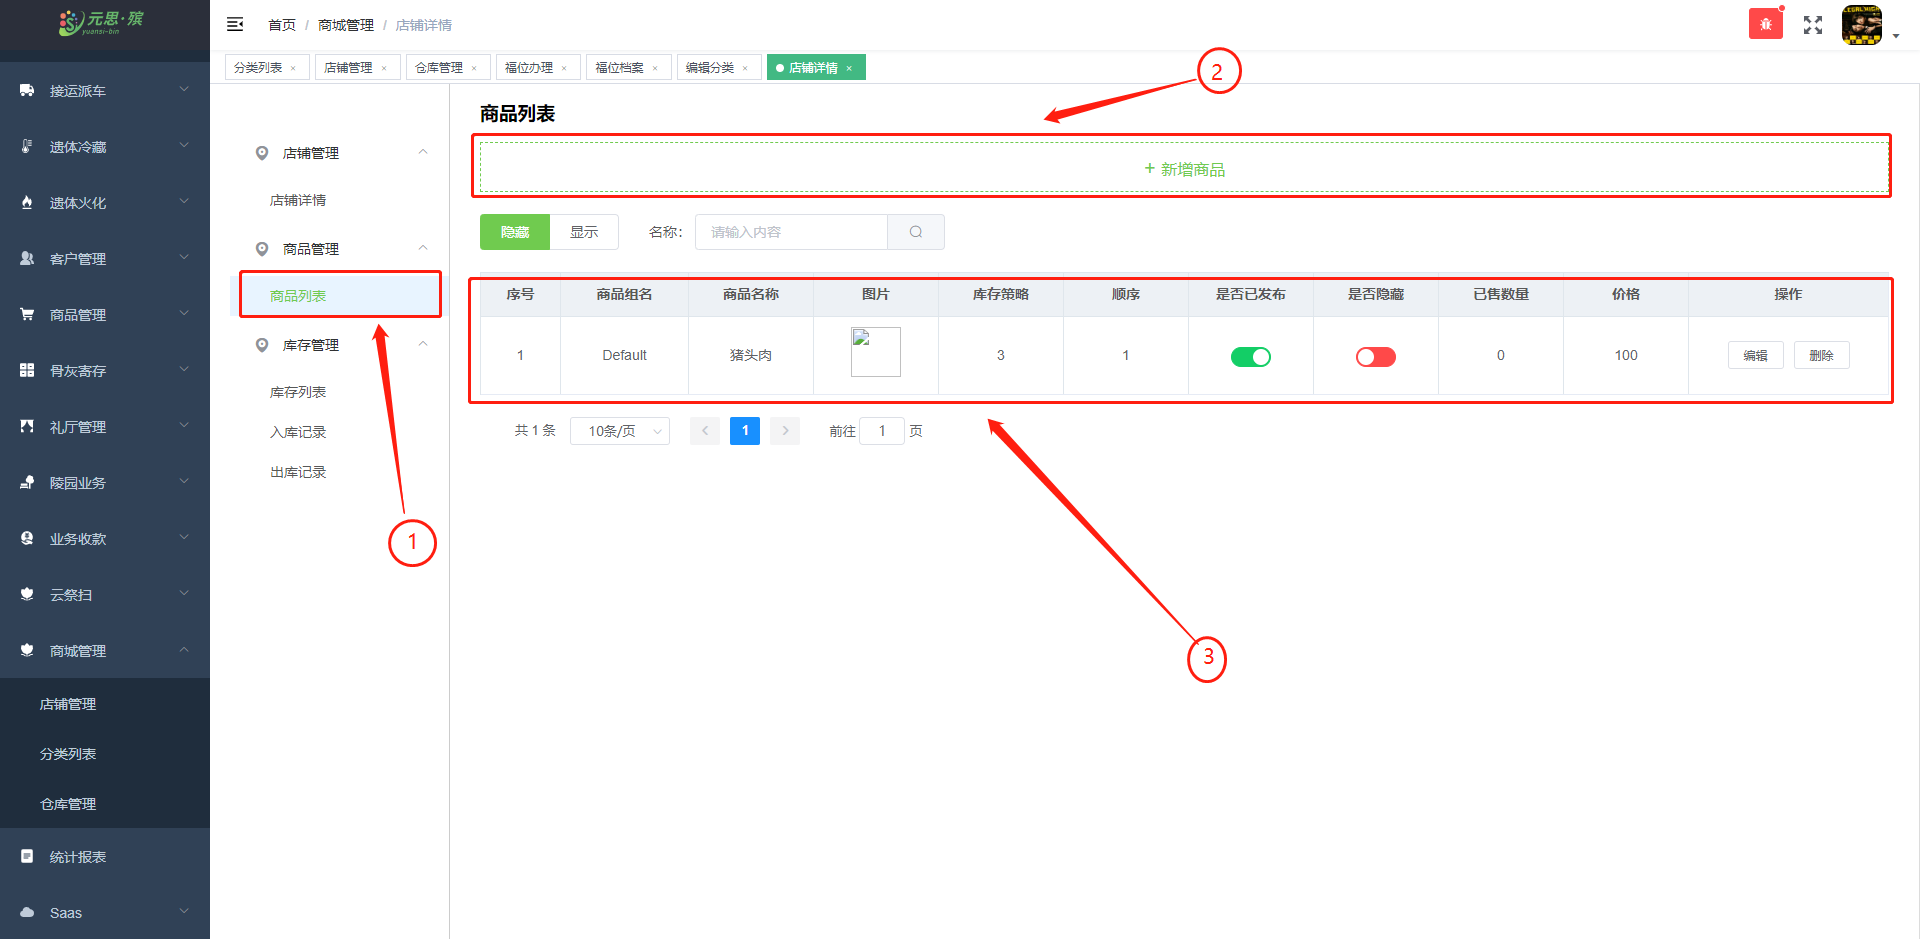 元思·殡
yuansi-bin
首页 / 商城管理 / 店铺详情
分类列表 ×
店铺管理 ×
仓库管理 ×
福位办理 ×
福位档案 ×
编辑分类 ×
店铺详情 ×
接运派车
遗体冷藏
遗体火化
客户管理
商品管理
骨灰寄存
礼厅管理
陵园业务
业务收款
云祭扫
商城管理
店铺管理
分类列表
仓库管理
统计报表
Saas
店铺管理
店铺详情
商品管理
商品列表
库存管理
库存列表
入库记录
出库记录
1
商品列表
2
+ 新增商品
隐藏 显示 名称: 请输入内容
序号 商品组名 商品名称 图片 库存策略 顺序 是否已发布 是否隐藏 已售数量 价格 操作
1 Default 猪头肉 3 1 0 100 编辑 删除
共 1 条 10条/页 < 1 > 前往 1 页
3